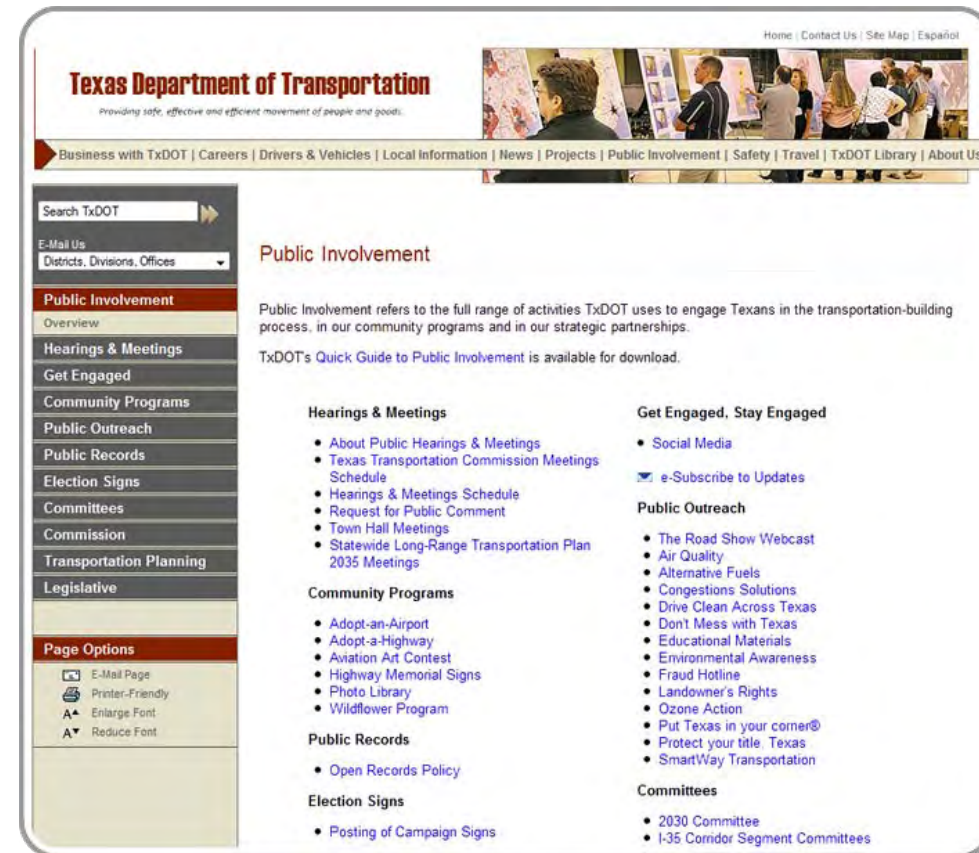 Home | Contact Us | Site Map | Español
Texas Department of Transportation
Providing safe, effective and efficient movement of people and goods.
Business with TxDOT | Careers | Drivers & Vehicles | Local Information | News | Projects | Public Involvement | Safety | Travel | TxDOT Library | About Us
Search TxDOT
E-Mail Us
Districts, Divisions, Offices
Public Involvement
Overview
Hearings & Meetings
Get Engaged
Community Programs
Public Outreach
Public Records
Election Signs
Committees
Commission
Transportation Planning
Legislative
Page Options
E-Mail Page
Printer-Friendly
A Enlarge Font
A Reduce Font
Public Involvement
Public Involvement refers to the full range of activities TxDOT uses to engage Texans in the transportation-building
process, in our community programs and in our strategic partnerships.
TxDOT's Quick Guide to Public Involvement is available for download.
Hearings & Meetings
• About Public Hearings & Meetings
• Texas Transportation Commission Meetings
Schedule
• Hearings & Meetings Schedule
• Request for Public Comment
• Town Hall Meetings
• Statewide Long-Range Transportation Plan
2035 Meetings
Community Programs
• Adopt-an-Airport
• Adopt-a-Highway
• Aviation Art Contest
• Highway Memorial Signs
• Photo Library
• Wildflower Program
Public Records
• Open Records Policy
Election Signs
• Posting of Campaign Signs
Get Engaged, Stay Engaged
• Social Media
e-Subscribe to Updates
Public Outreach
• The Road Show Webcast
• Air Quality
• Alternative Fuels
• Congestions Solutions
• Drive Clean Across Texas
• Don't Mess with Texas
• Educational Materials
• Environmental Awareness
• Fraud Hotline
• Landowner's Rights
• Ozone Action
• Put Texas in your corner®
• Protect your title, Texas
• SmartWay Transportation
Committees
• 2030 Committee
• I-35 Corridor Segment Committees